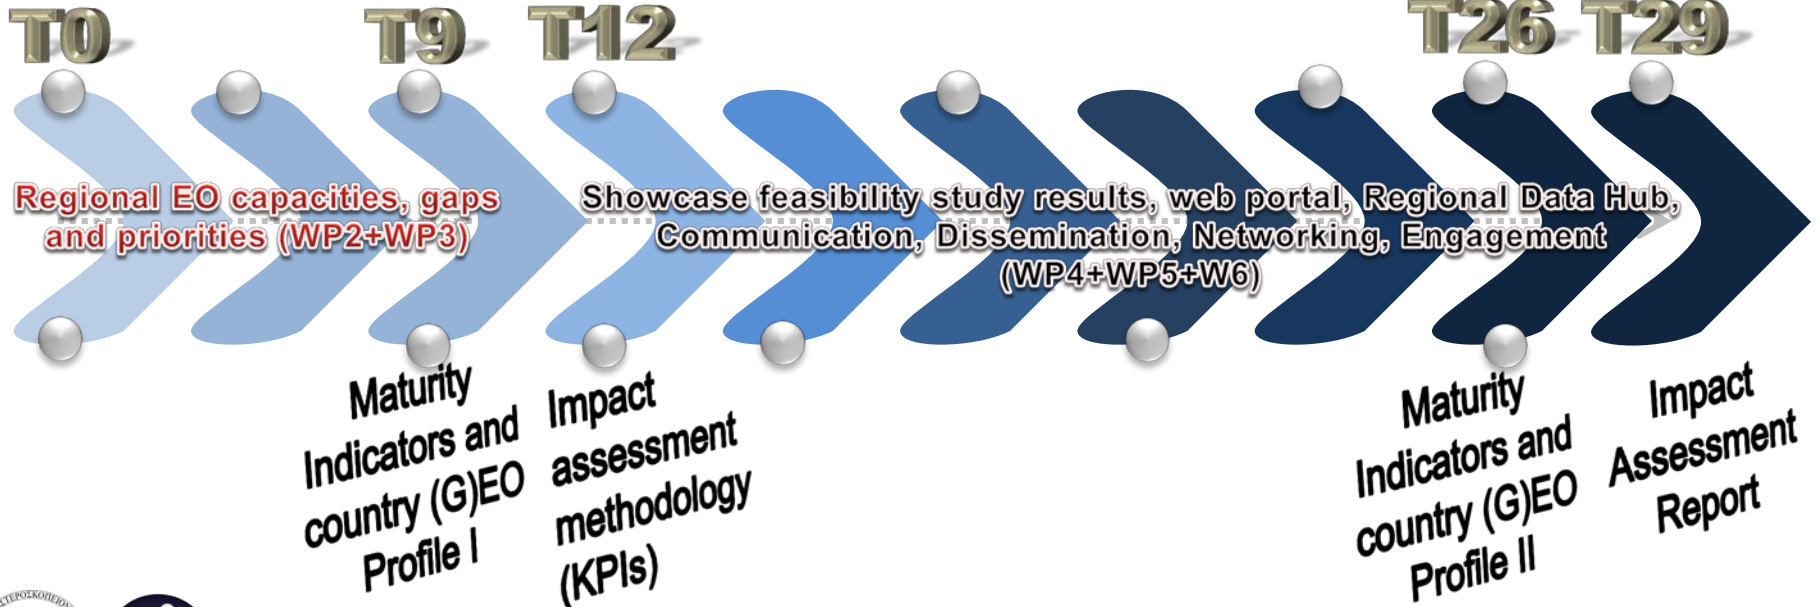 T0
T9
T12
T26
T29
Regional EO capacities, gaps
and priorities (WP2+WP3)
Showcase feasibility study results, web portal, Regional Data Hub,
Communication, Dissemination, Networking, Engagement
(WP4+WP5+W6)
Maturity
Indicators and
country (G)EO
Profile I
Impact
assessment
methodology
(KPIs)
Maturity
Indicators and
country (G)EO
Profile II
Impact
Assessment
Report